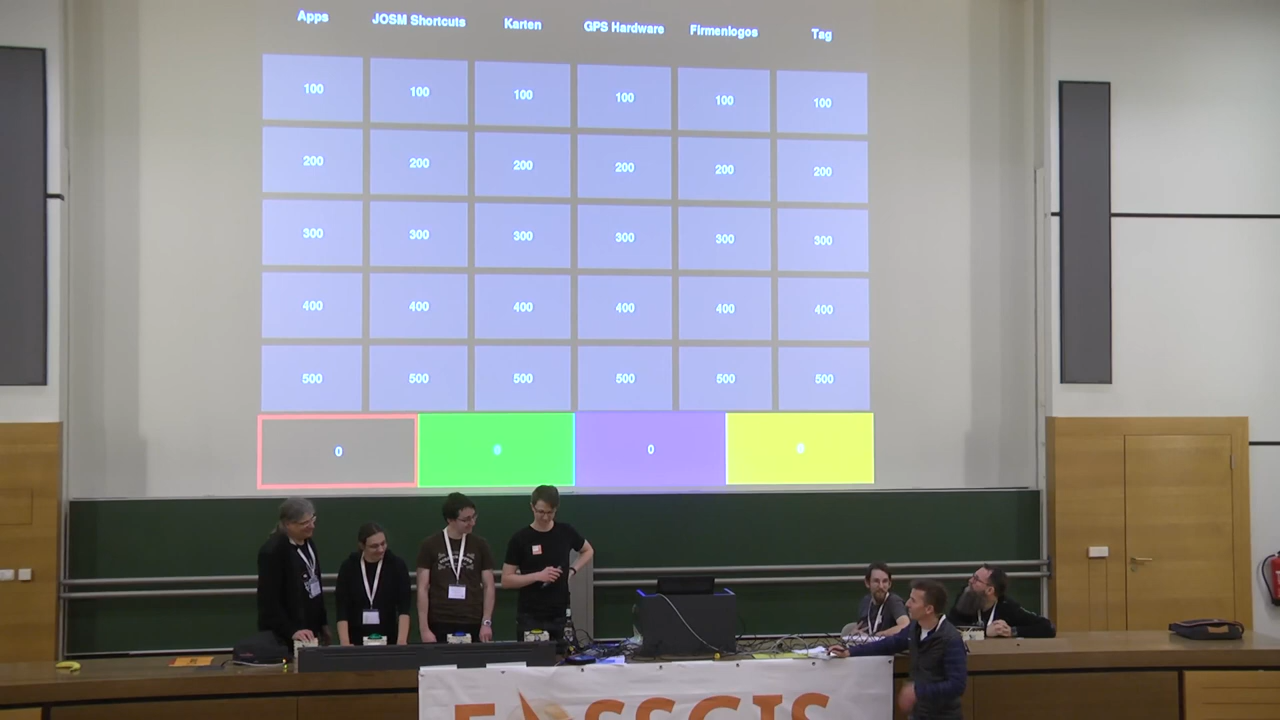 Apps JOSM Shortcuts Karten GPS Hardware Firmenlogos Tag
100 100 100 100 100 100
200 200 200 200 200 200
300 300 300 300 300 300
400 400 400 400 400 400
500 500 500 500 500 500
0 0 0 0
FOSSGIS